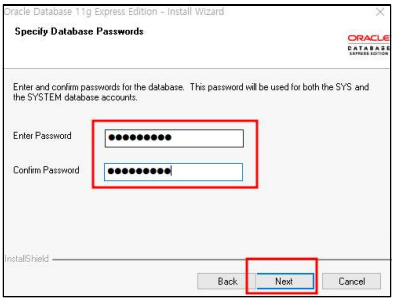 Oracle Database 11g Express Edition - Install Wizard
Specify Database Passwords
ORACLE
DATABASE
EXPRESS EDITION
Enter and confirm passwords for the database. This password will be used for both the SYS and
the SYSTEM database accounts.
Enter Password
●●●●●●●●●
Confirm Password
●●●●●●●●●
InstallShield
Back Next Cancel